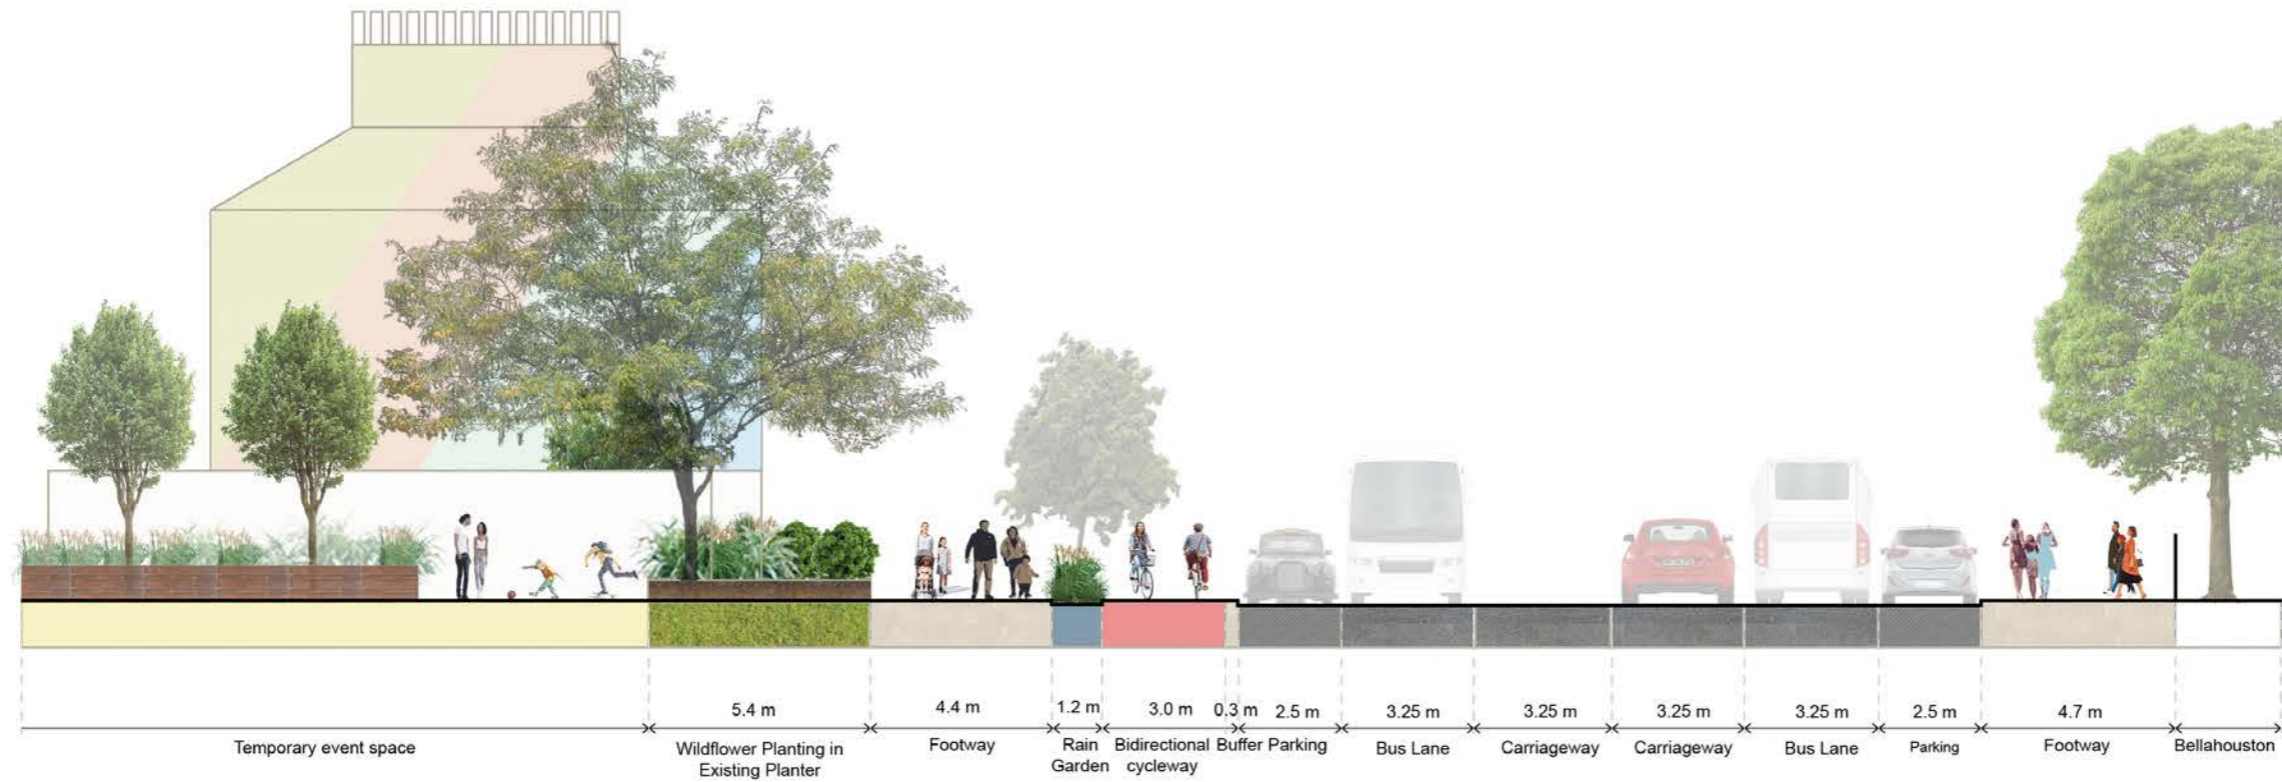 5.4 m
4.4 m
1.2 m
3.0 m
0.3 m
2.5 m
3.25 m
3.25 m
3.25 m
3.25 m
2.5 m
4.7 m
Temporary event space
Wildflower Planting in
Existing Planter
Footway
Rain
Garden
Bidirectional
cycleway
Buffer
Parking
Bus Lane
Carriageway
Carriageway
Bus Lane
Parking
Footway
Bellahouston